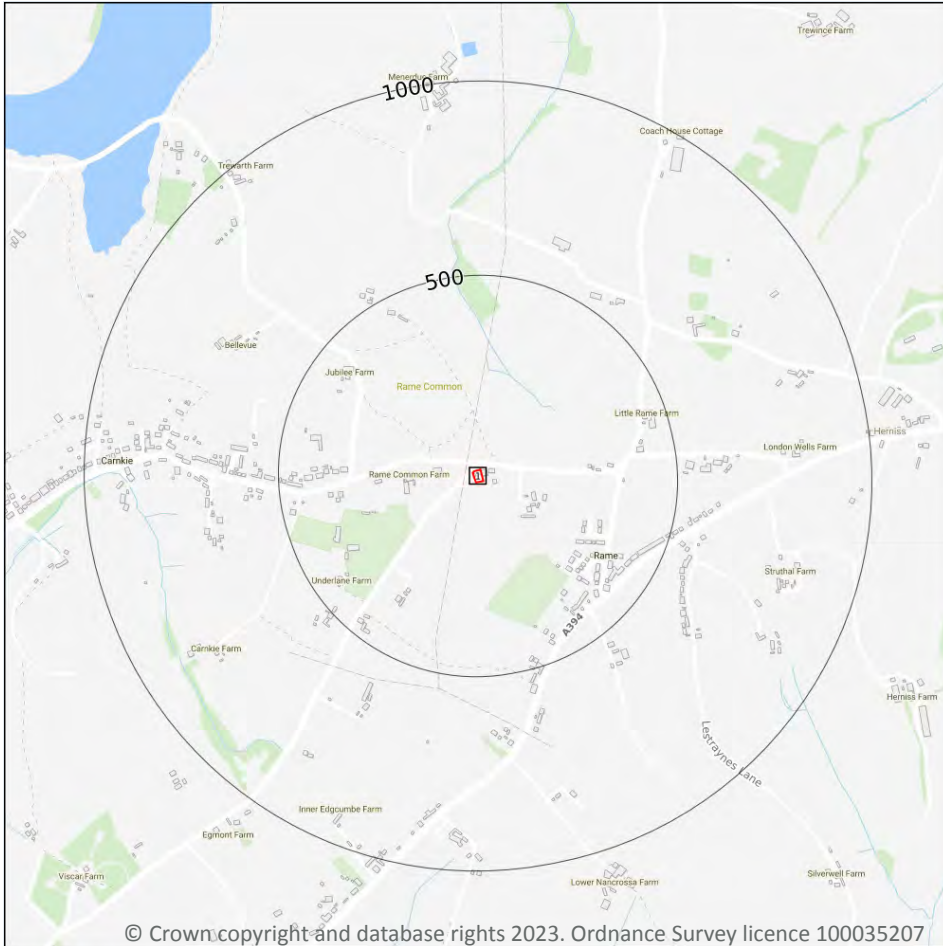 Trewince Farm
Menerdue Farm
1000
Coach House Cottage
Trewarth Farm
500
Bellevue
Jubilee Farm
Rame Common
Little Rame Farm
Herniss
London Wells Farm
Carnkie
Rame Common Farm
1
Rame
Struthal Farm
Underlane Farm
A394
Carnkie Farm
Herniss Farm
Lestraynes Lane
Inner Edgcumbe Farm
Egmont Farm
Viscar Farm
Lower Nancrossa Farm
Silverwell Farm
© Crown copyright and database rights 2023. Ordnance Survey licence 100035207